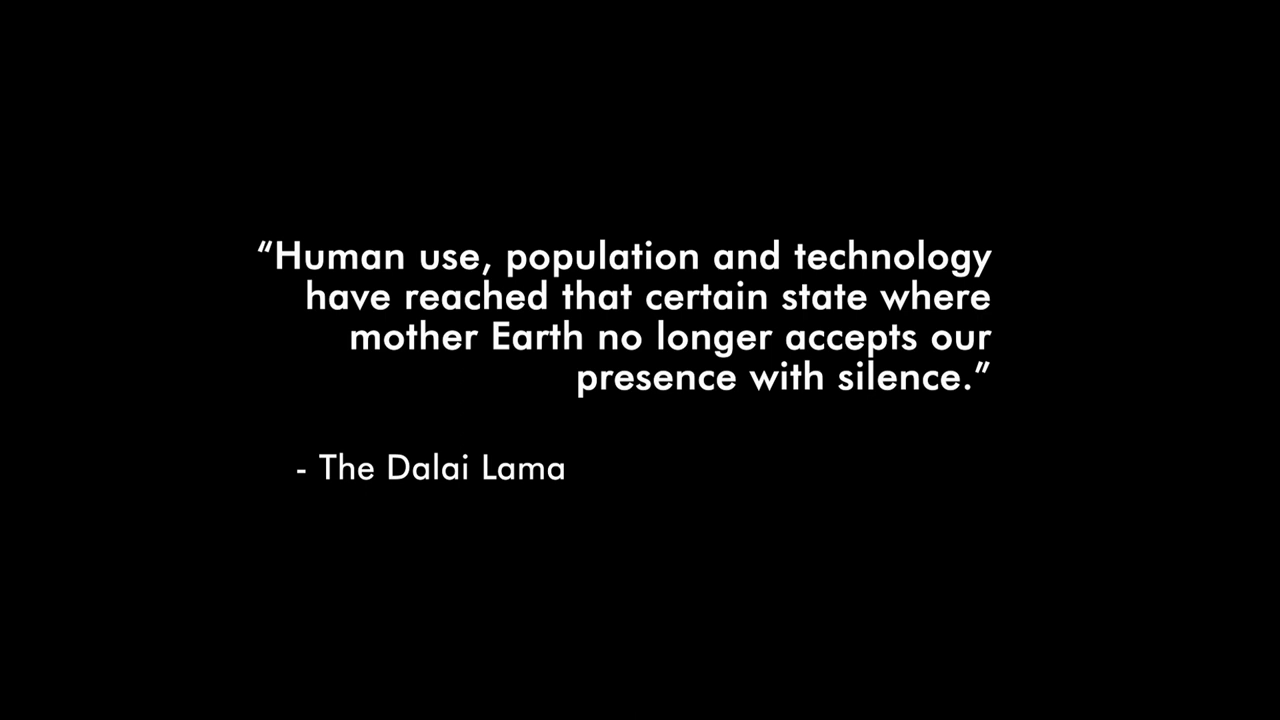 “Human use, population and technology
have reached that certain state where
mother Earth no longer accepts our
presence with silence.”
- The Dalai Lama